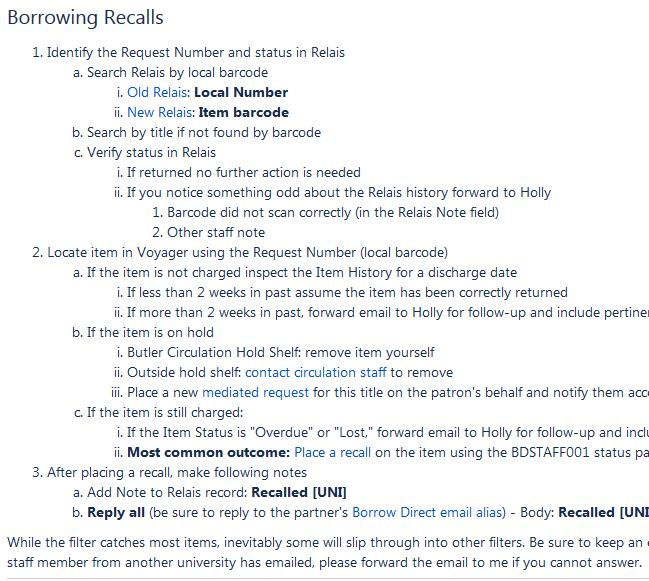 Borrowing Recalls
1. Identify the Request Number and status in Relais
a. Search Relais by local barcode
i. Old Relais: Local Number
ii. New Relais: Item barcode
b. Search by title if not found by barcode
c. Verify status in Relais
i. If returned no further action is needed
ii. If you notice something odd about the Relais history forward to Holly
1. Barcode did not scan correctly (in the Relais Note field)
2. Other staff note
2. Locate item in Voyager using the Request Number (local barcode)
a. If the item is not charged inspect the Item History for a discharge date
i. If less than 2 weeks in past assume the item has been correctly returned
ii. If more than 2 weeks in past, forward email to Holly for follow-up and include
b. If the item is on hold
i. Butler Circulation Hold Shelf: remove item yourself
ii. Outside hold shelf: contact circulation staff to remove
iii. Place a new mediated request for this title on the patron's behalf and notify them
c. If the item is still charged:
i. If the Item Status is "Overdue" or "Lost," forward email to Holly for follow-up and
ii. Most common outcome: Place a recall on the item using the BDSTAFF001 status
3. After placing a recall, make following notes
a. Add Note to Relais record: Recalled [UNI]
b. Reply all (be sure to reply to the partner's Borrow Direct email alias) - Body: Recalled [UNI
While the filter catches most items, inevitably some will slip through into other filters. Be sure to keep an
staff member from another university has emailed, please forward the email to me if you cannot answer.